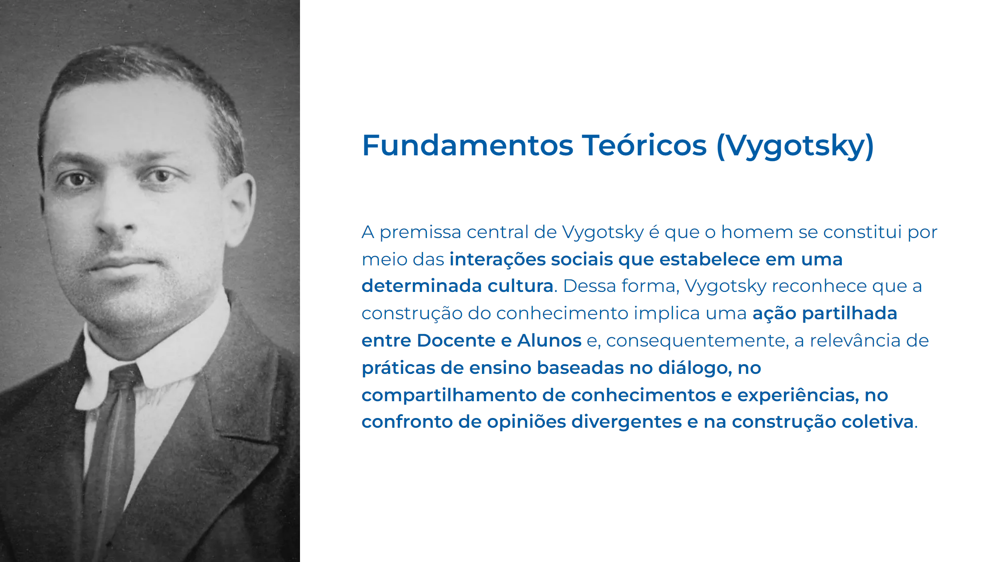 Fundamentos Teóricos (Vygotsky)
A premissa central de Vygotsky é que o homem se constitui por
meio das interações sociais que estabelece em uma
determinada cultura. Dessa forma, Vygotsky reconhece que a
construção do conhecimento implica uma ação partilhada
entre Docente e Alunos e, consequentemente, a relevância de
práticas de ensino baseadas no diálogo, no
compartilhamento de conhecimentos e experiências, no
confronto de opiniões divergentes e na construção coletiva.